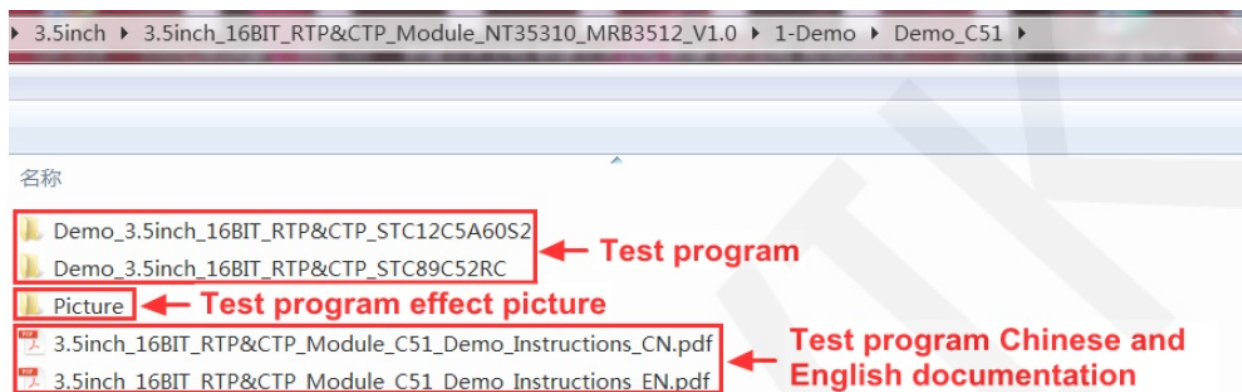 3.5inch ▸ 3.5inch_16BIT_RTP&CTP_Module_NT35310_MRB3512_V1.0 ▸ 1-Demo ▸ Demo_C51 ▸
名称
Demo_3.5inch_16BIT_RTP&CTP_STC12C5A60S2
Test program
Demo_3.5inch_16BIT_RTP&CTP_STC89C52RC
Picture
Test program effect picture
3.5inch_16BIT_RTP&CTP_Module_C51_Demo_Instructions_CN.pdf
3.5inch_16BIT_RTP&CTP_Module_C51_Demo_Instructions_EN.pdf
Test program Chinese and
English documentation